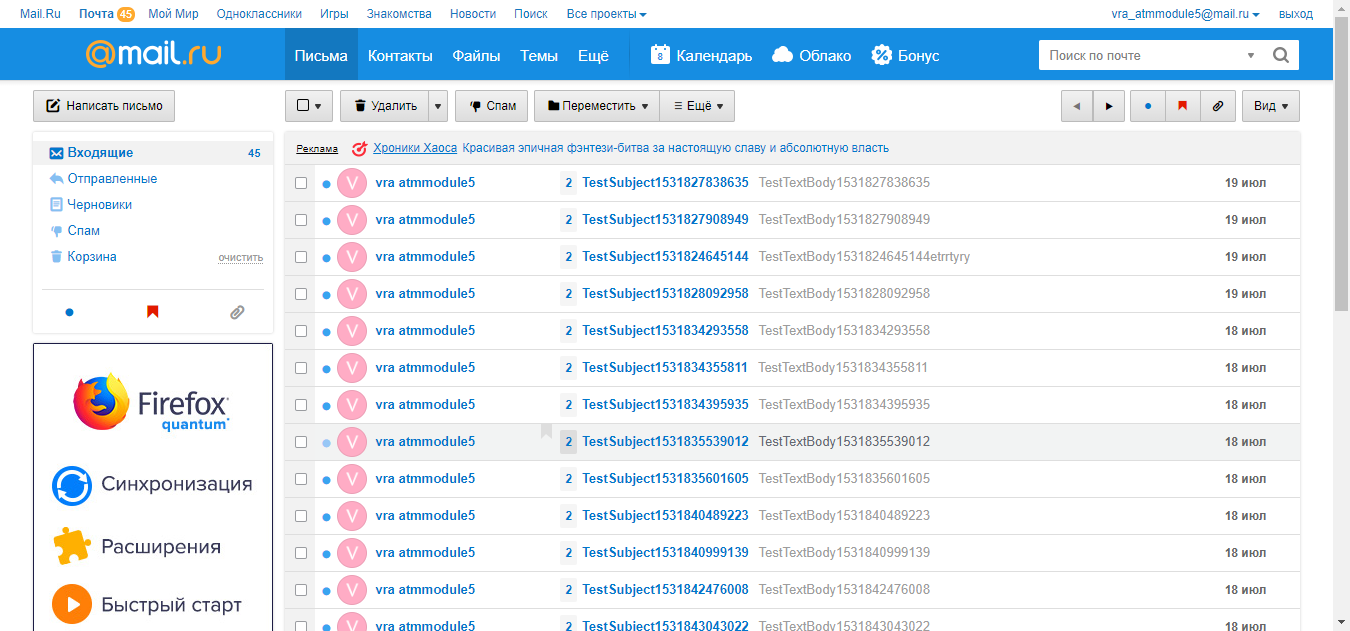 Mail.Ru Почта 45 Мой Мир Одноклассники Игры Знакомства Новости Поиск Все проекты vra_atmmodule5@mail.ru выход
@mail.ru Письма Контакты Файлы Темы Ещё 8 Календарь Облако Бонус Поиск по почте
Написать письмо Удалить Спам Переместить Ещё Вид
Входящие 45
Отправленные
Черновики
Спам
Корзина очистить
Firefox
quantum
Синхронизация
Расширения
Быстрый старт
Реклама Хроники Хаоса Красивая эпичная фэнтези-битва за настоящую славу и абсолютную власть
V vra atmmodule5 2 TestSubject1531827838635 TestTextBody1531827838635 19 июл
V vra atmmodule5 2 TestSubject1531827908949 TestTextBody1531827908949 19 июл
V vra atmmodule5 2 TestSubject1531824645144 TestTextBody1531824645144etrrtyry 19 июл
V vra atmmodule5 2 TestSubject1531828092958 TestTextBody1531828092958 19 июл
V vra atmmodule5 2 TestSubject1531834293558 TestTextBody1531834293558 18 июл
V vra atmmodule5 2 TestSubject1531834355811 TestTextBody1531834355811 18 июл
V vra atmmodule5 2 TestSubject1531834395935 TestTextBody1531834395935 18 июл
V vra atmmodule5 2 TestSubject1531835539012 TestTextBody1531835539012 18 июл
V vra atmmodule5 2 TestSubject1531835601605 TestTextBody1531835601605 18 июл
V vra atmmodule5 2 TestSubject1531840489223 TestTextBody1531840489223 18 июл
V vra atmmodule5 2 TestSubject1531840999139 TestTextBody1531840999139 18 июл
V vra atmmodule5 2 TestSubject1531842476008 TestTextBody1531842476008 18 июл
V vra atmmodule5 2 TestSubject1531843043022 TestTextBody1531843043022 18 июл